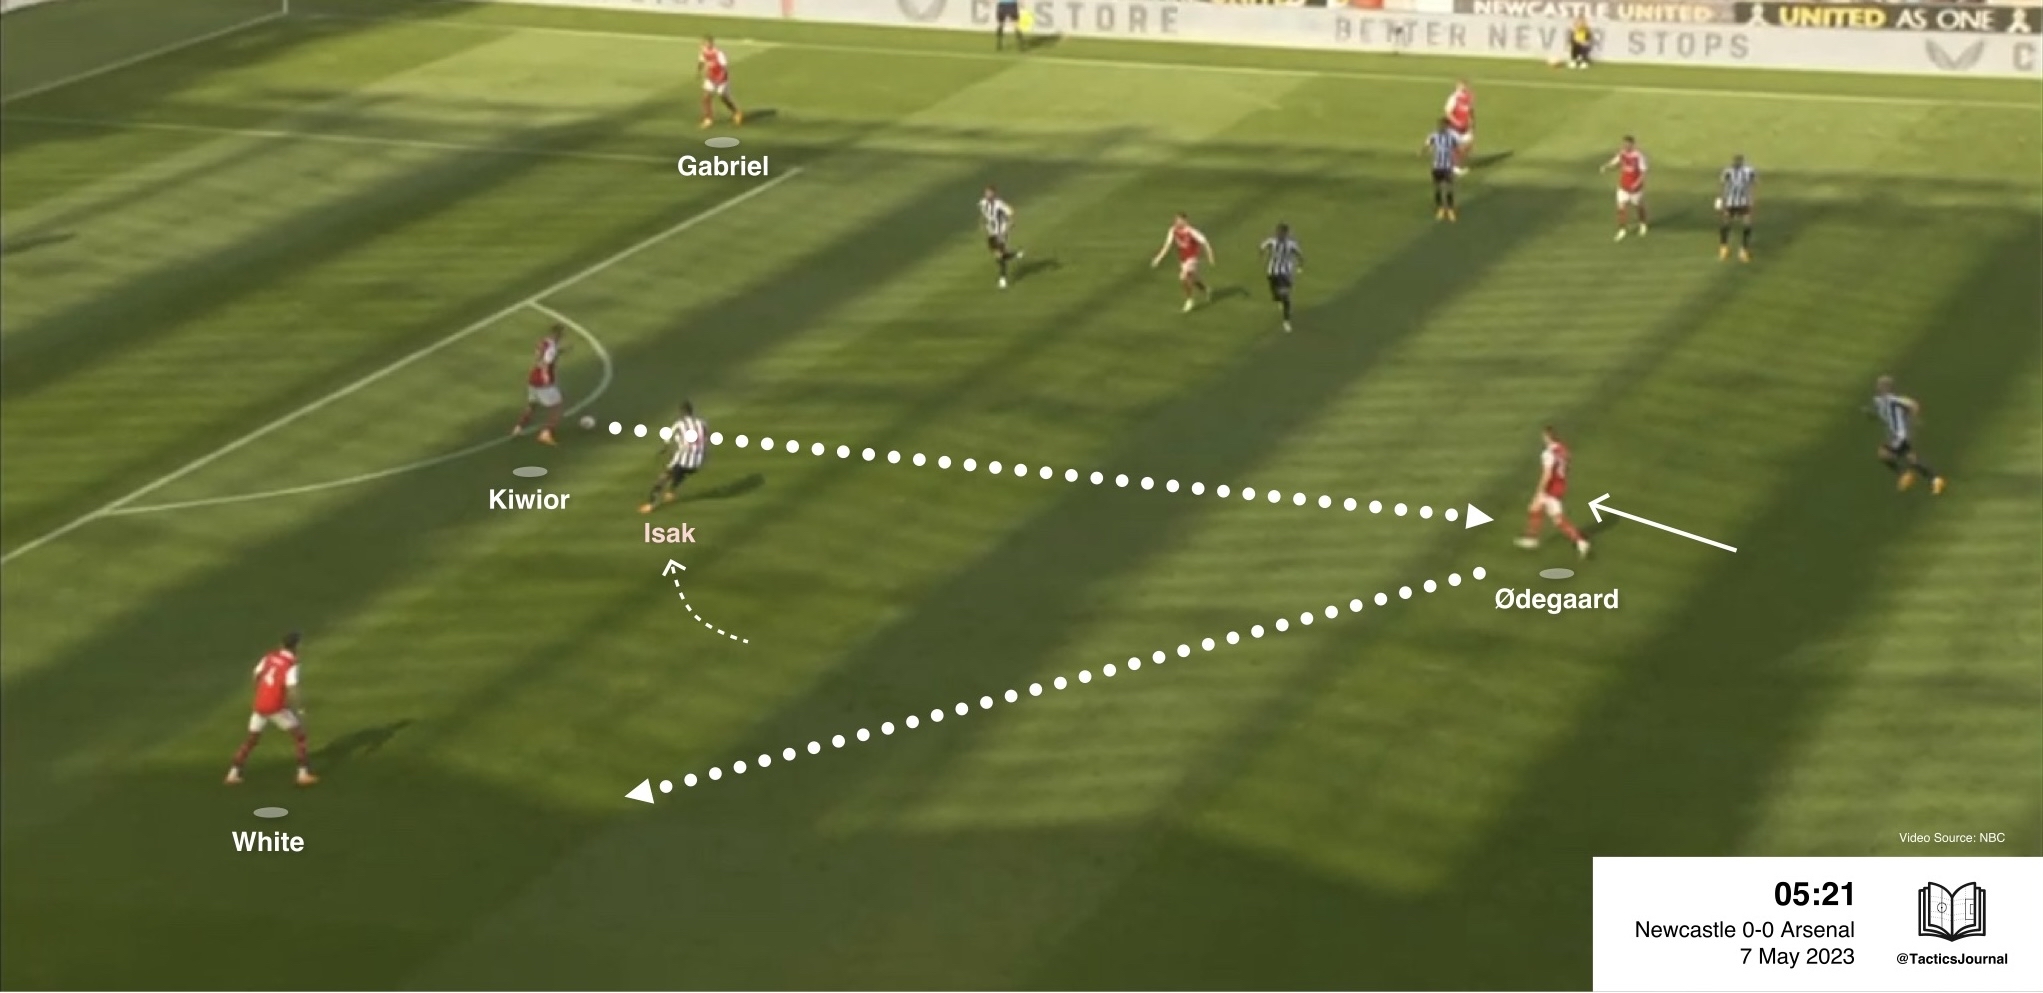 C STORE
BETTER NEVER STOPS
NEWCASTLE UNITED
UNITED AS ONE
C
Gabriel
Kiwior
Isak
Ødegaard
White
4
Video Source: NBC
05:21
Newcastle 0-0 Arsenal
7 May 2023
@TacticsJournal